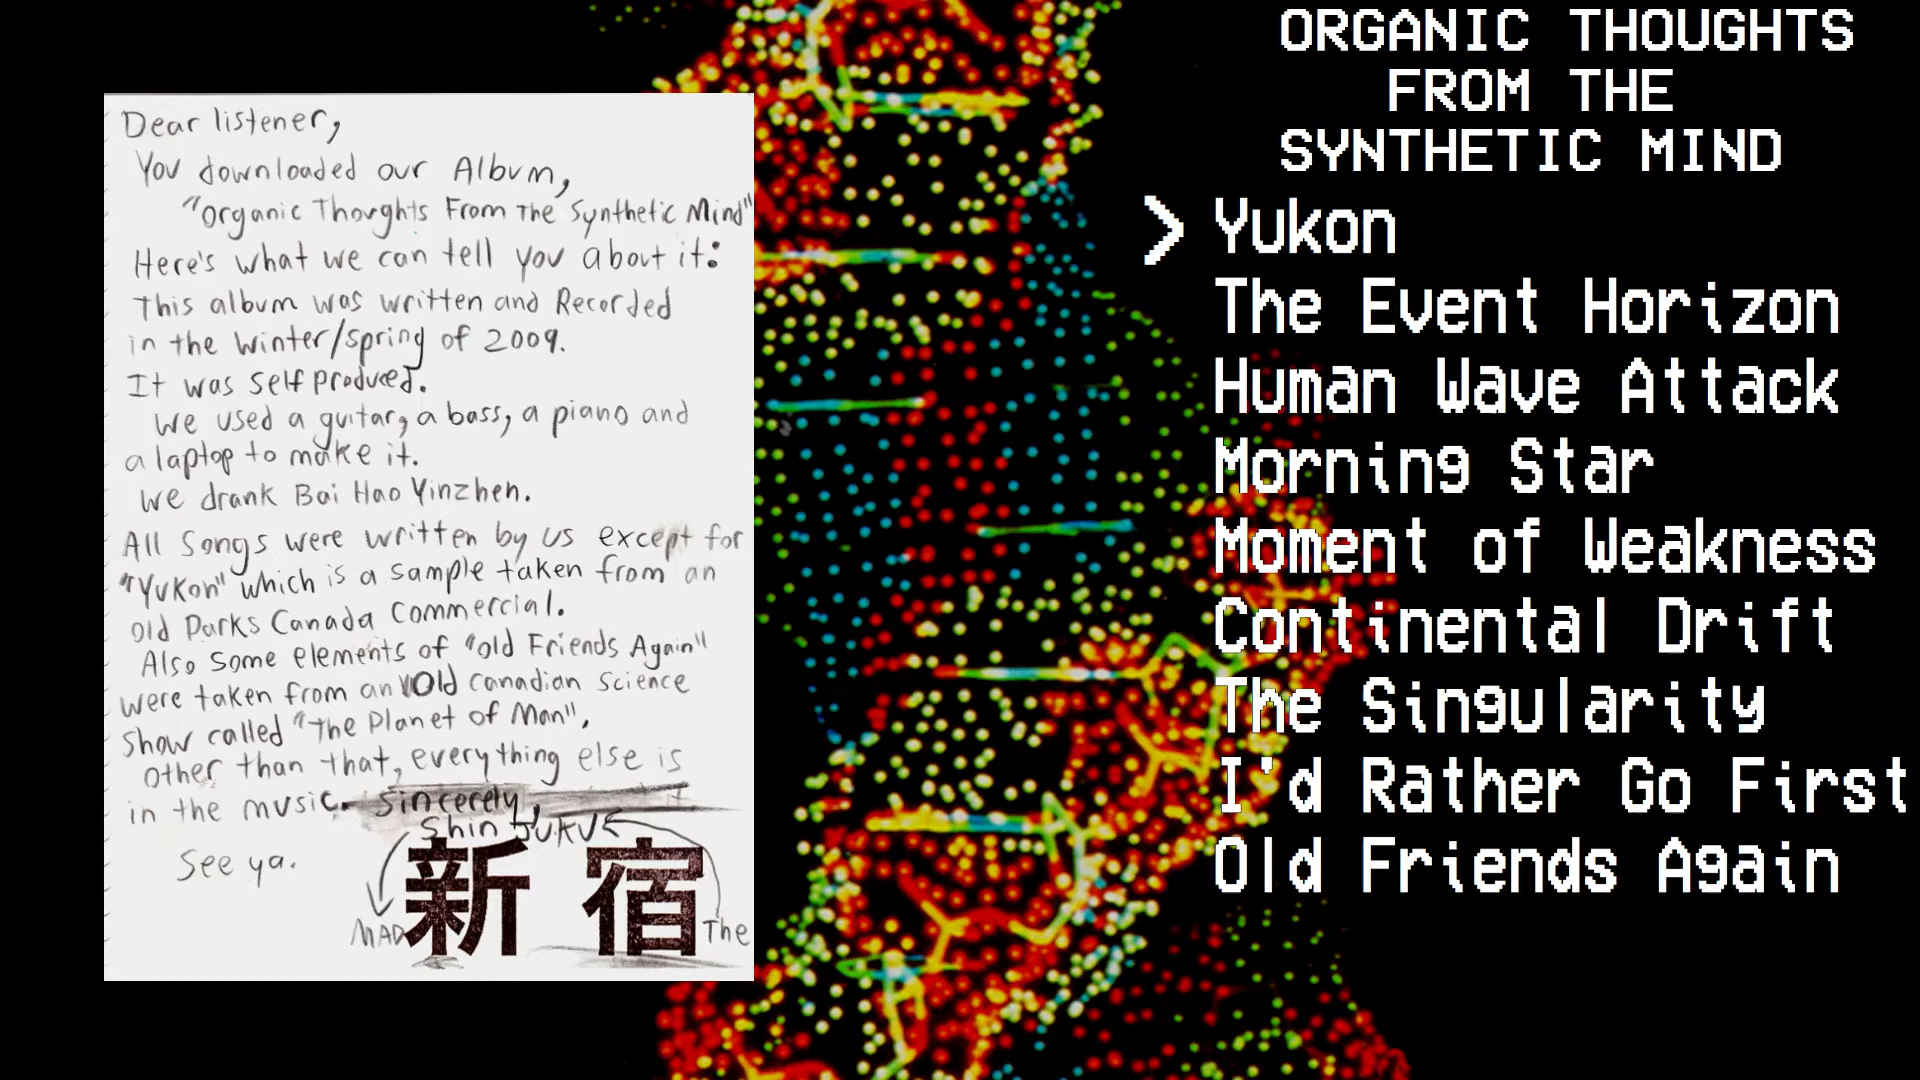 Dear listener,
You downloaded our Album,
"Organic Thoughts From The Synthetic Mind"
Here's what we can tell you about it:
This album was written and Recorded
in the winter/spring of 2009.
It was self produced.
We used a guitar, a bass, a piano and
a laptop to make it.
We drank Bai Hao Yinzhen.
All Songs were written by us except for
"Yukon" which is a sample taken from an
old Parks Canada commercial.
Also some elements of "old Friends Again"
were taken from an old canadian science
show called "The Planet of Man".
other than that, everything else is
in the music. Sincerely,
Shinjuku
See ya.
新宿
MAD
The
ORGANIC THOUGHTS
FROM THE
SYNTHETIC MIND
> Yukon
The Event Horizon
Human Wave Attack
Morning Star
Moment of Weakness
Continental Drift
The Singularity
I'd Rather Go First
Old Friends Again